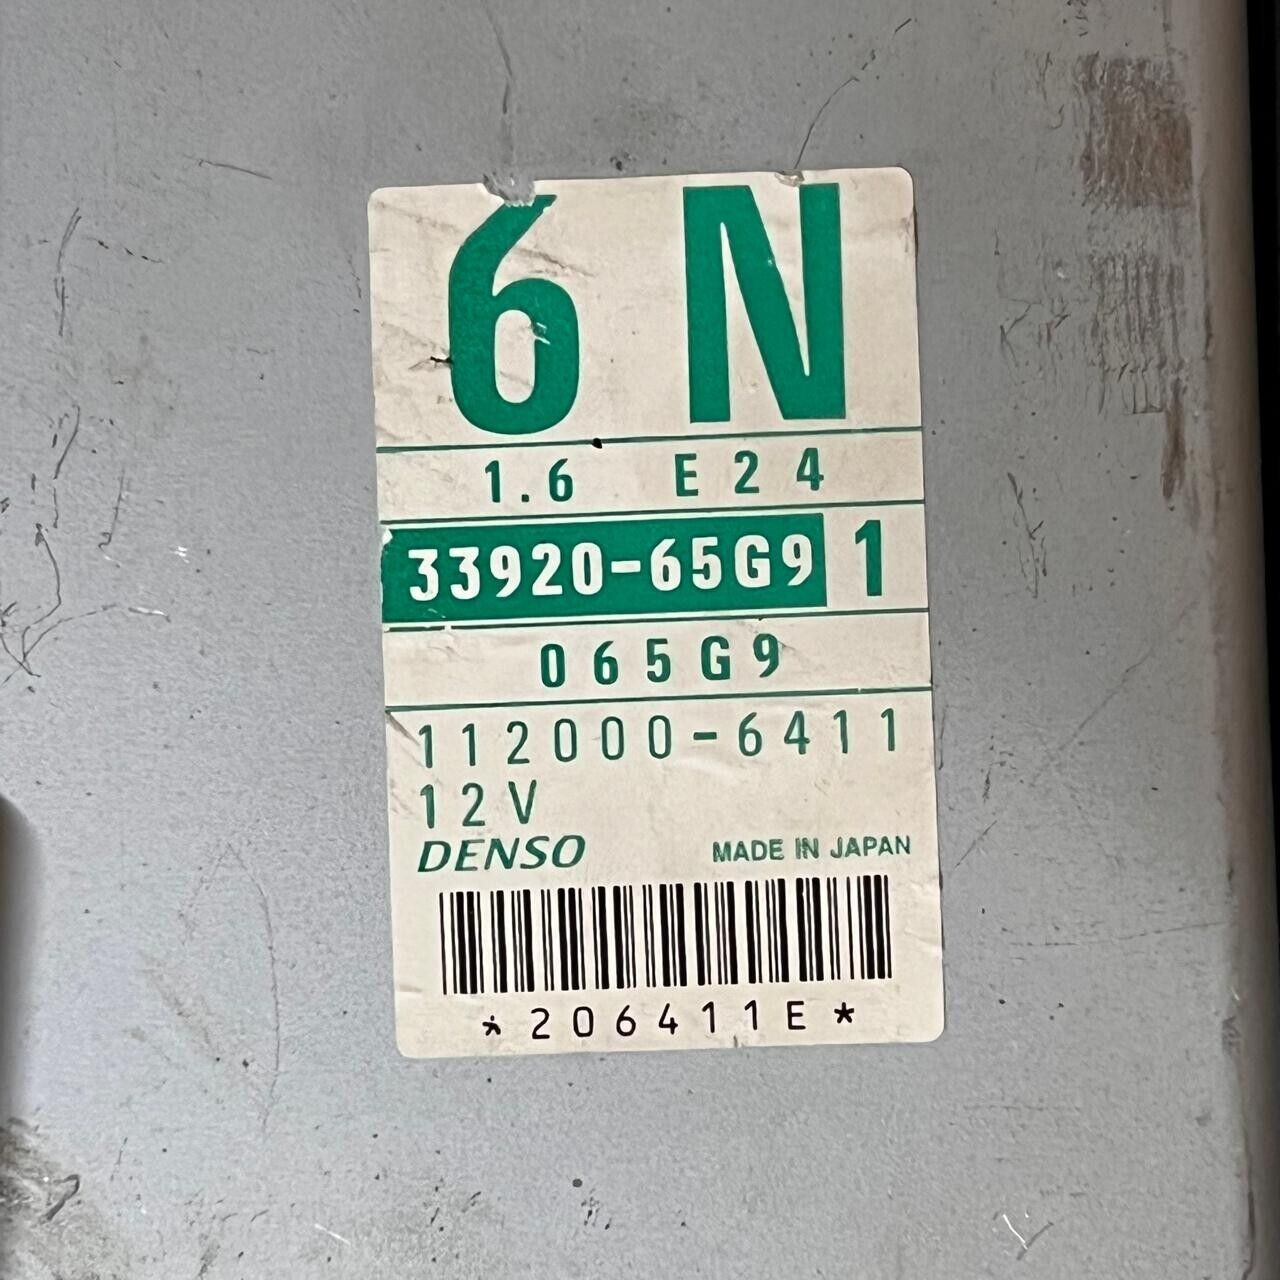 6 N
1.6 E24
33920-65G9 1
065G9
112000-6411
12V
DENSO MADE IN JAPAN
*206411E*